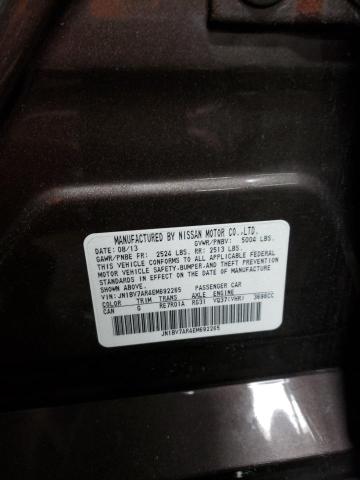 MANUFACTURED BY NISSAN MOTOR CO.,LTD.
DATE: 08/13 GVWR/PNBV: 5004 LBS.
GAWR/PNBE FR: 2524 LBS. RR: 2513 LBS.
THIS VEHICLE CONFORMS TO ALL APPLICABLE FEDERAL
MOTOR VEHICLE SAFETY,BUMPER, AND THEFT PREVENTION
STANDARDS IN EFFECT ON THE DATE OF MANUFACTURE
SHOWN ABOVE.
VIN: JN1BV7AR4EM692265 PASSENGER CAR
COLOR TRIM TRANS AXLE ENGINE
CAN G RE7R01A RG31 VQ37(VHR) 3696CC
JN1BV7AR4EM692265